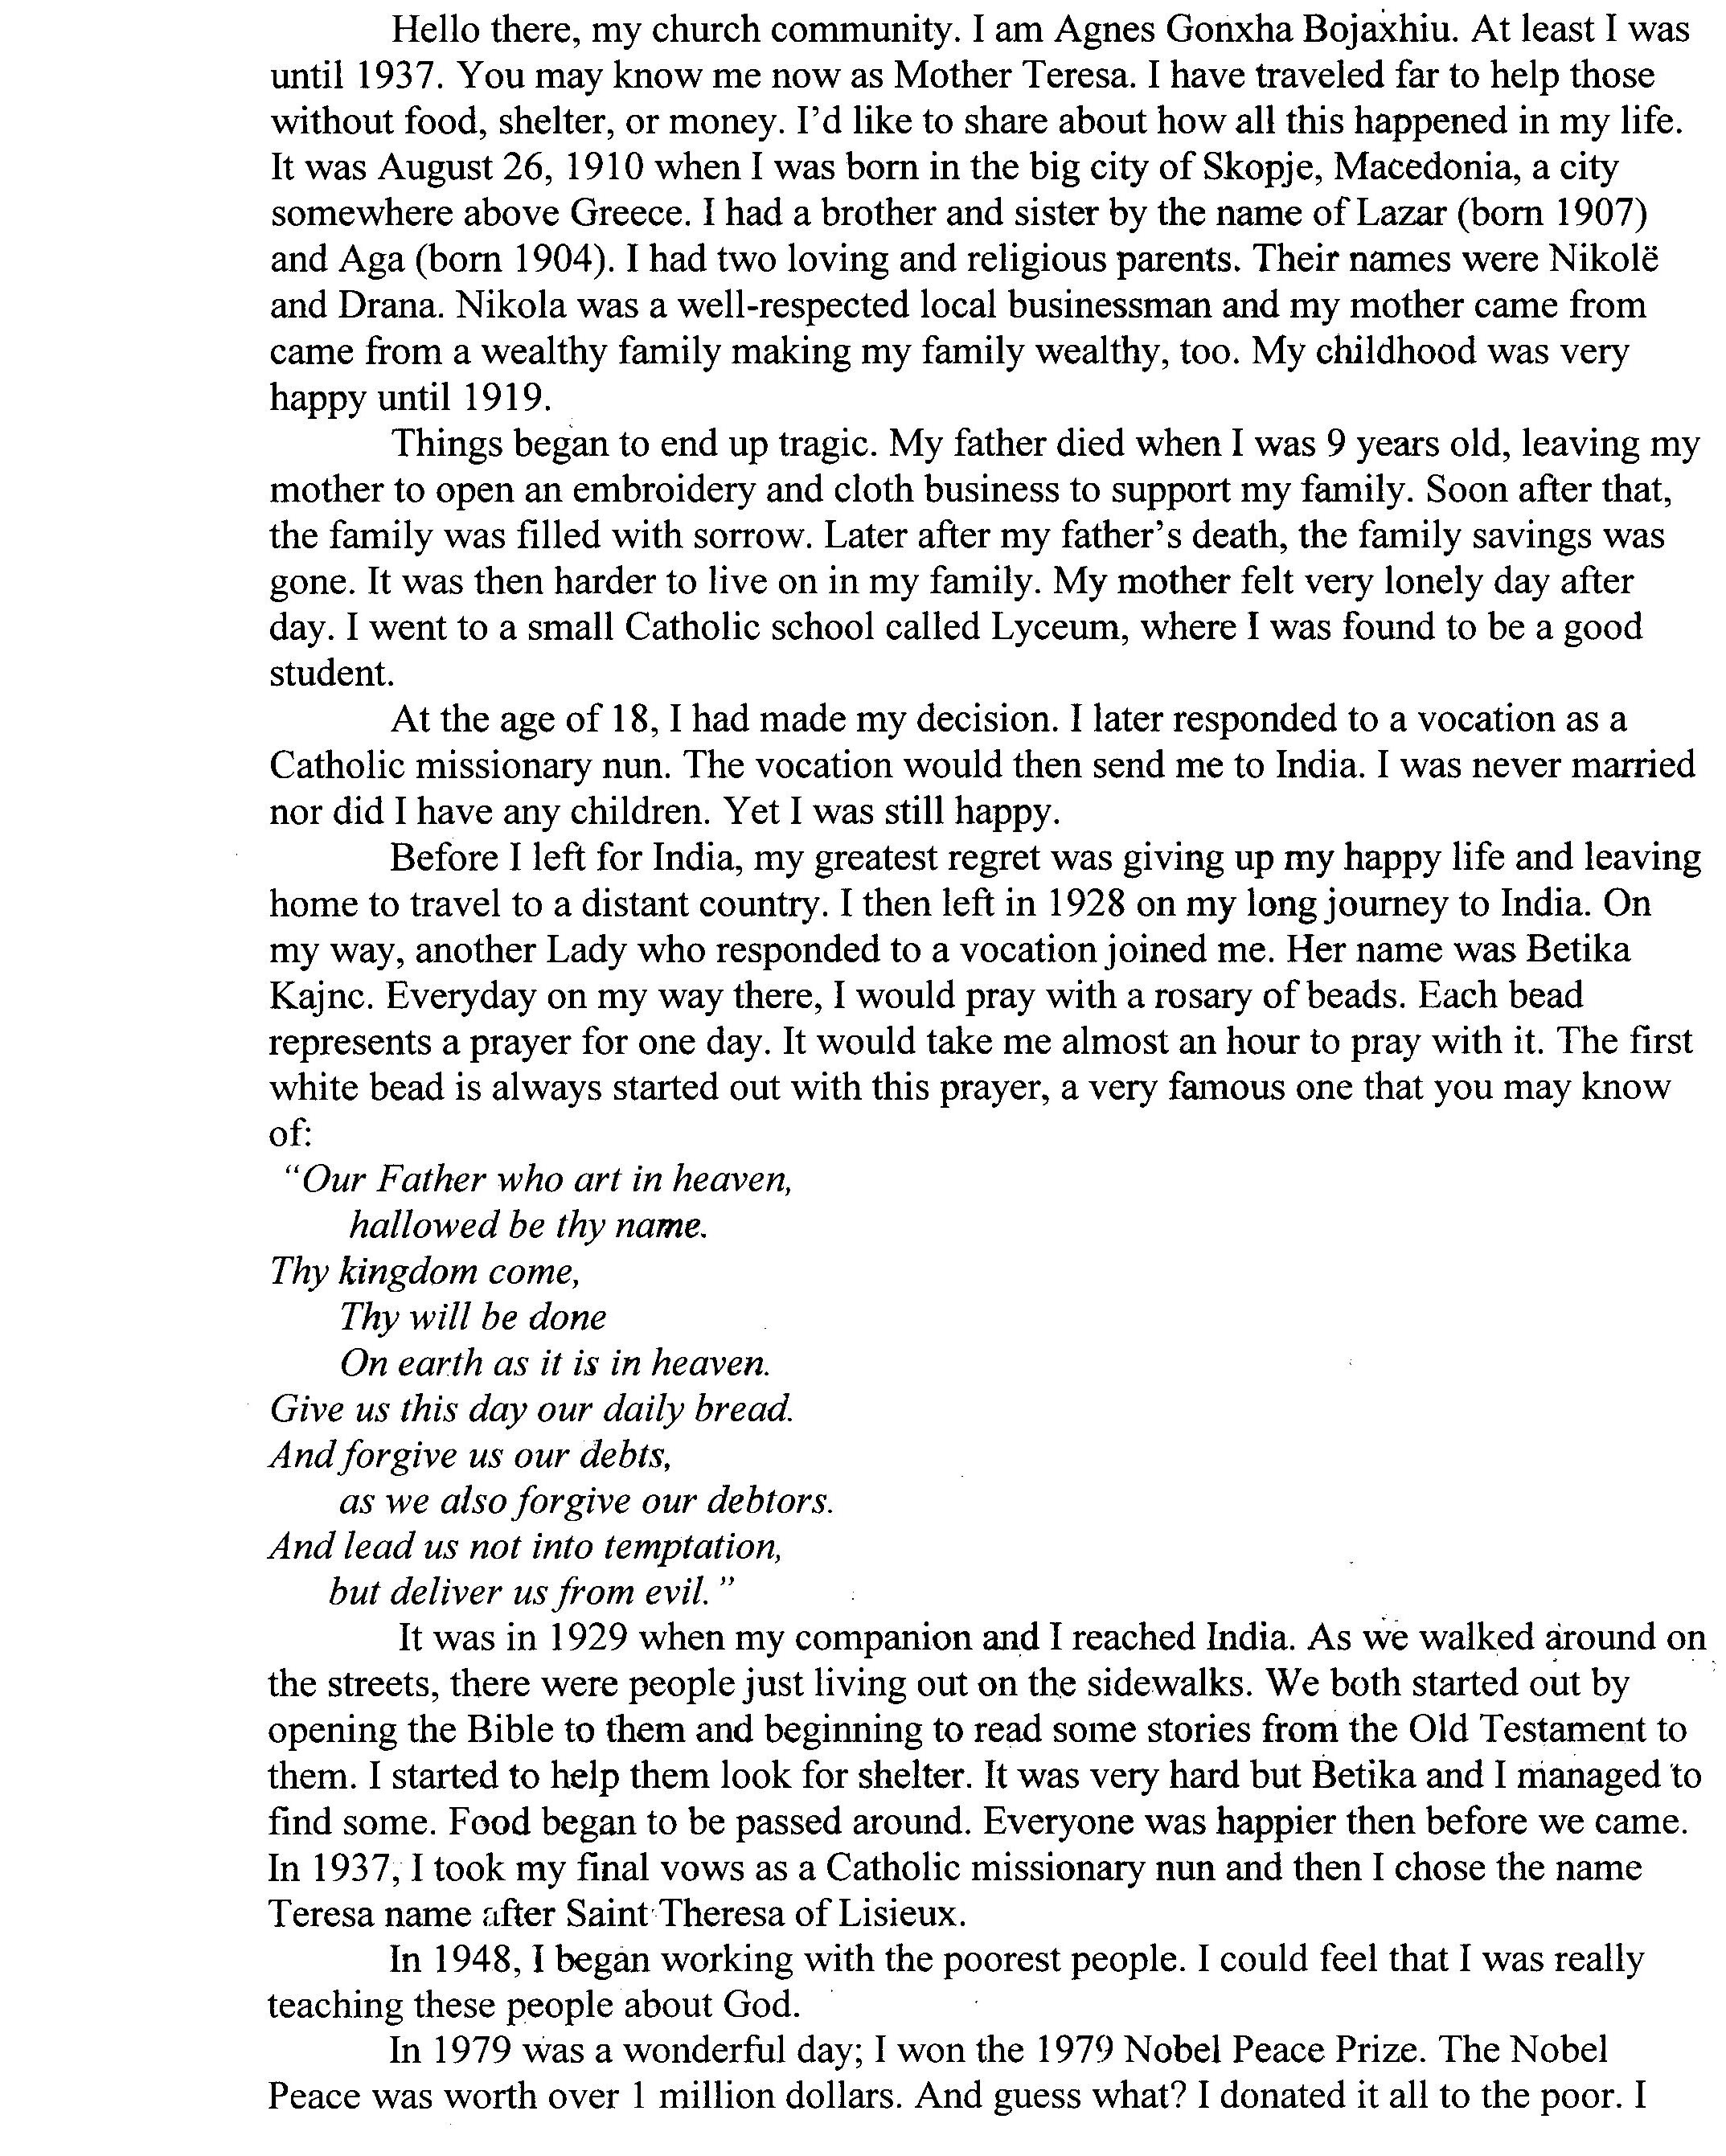 Hello there, my church community. I am Agnes Gonxha Bojaxhiu. At least I was
until 1937. You may know me now as Mother Teresa. I have traveled far to help those
without food, shelter, or money. I'd like to share about how all this happened in my life.
It was August 26, 1910 when I was born in the big city of Skopje, Macedonia, a city
somewhere above Greece. I had a brother and sister by the name of Lazar (born 1907)
and Aga (born 1904). I had two loving and religious parents. Their names were Nikolë
and Drana. Nikola was a well-respected local businessman and my mother came from
came from a wealthy family making my family wealthy, too. My childhood was very
happy until 1919.
Things began to end up tragic. My father died when I was 9 years old, leaving my
mother to open an embroidery and cloth business to support my family. Soon after that,
the family was filled with sorrow. Later after my father's death, the family savings was
gone. It was then harder to live on in my family. My mother felt very lonely day after
day. I went to a small Catholic school called Lyceum, where I was found to be a good
student.
At the age of 18, I had made my decision. I later responded to a vocation as a
Catholic missionary nun. The vocation would then send me to India. I was never married
nor did I have any children. Yet I was still happy.
Before I left for India, my greatest regret was giving up my happy life and leaving
home to travel to a distant country. I then left in 1928 on my long journey to India. On
my way, another Lady who responded to a vocation joined me. Her name was Betika
Kajnc. Everyday on my way there, I would pray with a rosary of beads. Each bead
represents a prayer for one day. It would take me almost an hour to pray with it. The first
white bead is always started out with this prayer, a very famous one that you may know
of:
"Our Father who art in heaven,
hallowed be thy name.
Thy kingdom come,
Thy will be done
On earth as it is in heaven.
Give us this day our daily bread.
And forgive us our debts,
as we also forgive our debtors.
And lead us not into temptation,
but deliver us from evil."
It was in 1929 when my companion and I reached India. As we walked around on
the streets, there were people just living out on the sidewalks. We both started out by
opening the Bible to them and beginning to read some stories from the Old Testament to
them. I started to help them look for shelter. It was very hard but Betika and I managed to
find some. Food began to be passed around. Everyone was happier then before we came.
In 1937, I took my final vows as a Catholic missionary nun and then I chose the name
Teresa name after Saint Theresa of Lisieux.
In 1948, I began working with the poorest people. I could feel that I was really
teaching these people about God.
In 1979 was a wonderful day; I won the 1979 Nobel Peace Prize. The Nobel
Peace was worth over 1 million dollars. And guess what? I donated it all to the poor. I